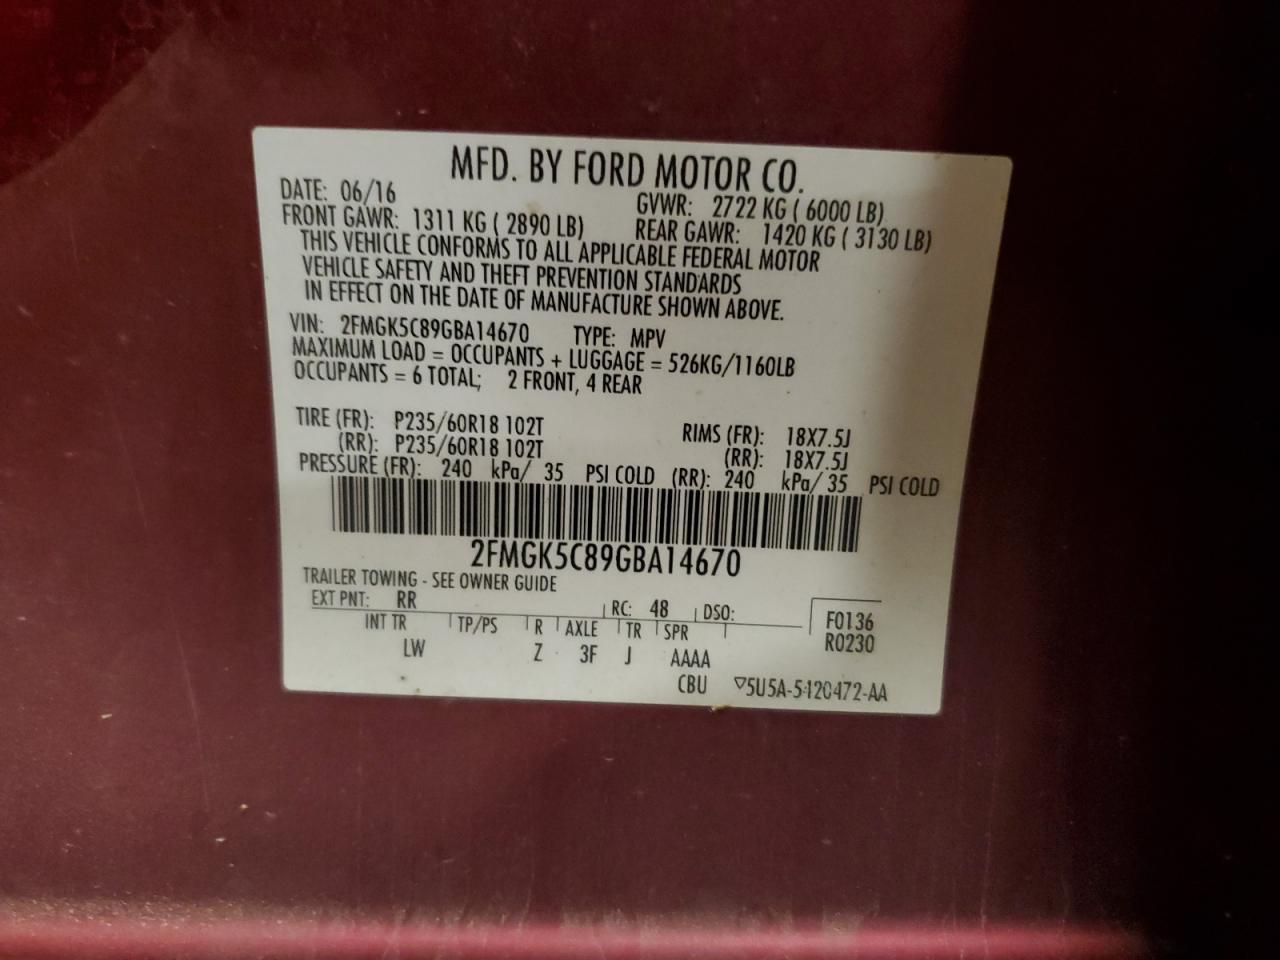 MFD. BY FORD MOTOR CO.
DATE: 06/16 GVWR: 2722 KG ( 6000 LB)
FRONT GAWR: 1311 KG ( 2890 LB) REAR GAWR: 1420 KG ( 3130 LB)
THIS VEHICLE CONFORMS TO ALL APPLICABLE FEDERAL MOTOR
VEHICLE SAFETY AND THEFT PREVENTION STANDARDS
IN EFFECT ON THE DATE OF MANUFACTURE SHOWN ABOVE.
VIN: 2FMGK5C89GBA14670 TYPE: MPV
MAXIMUM LOAD = OCCUPANTS + LUGGAGE = 526KG/1160LB
OCCUPANTS = 6 TOTAL; 2 FRONT, 4 REAR
TIRE (FR): P235/60R18 102T RIMS (FR): 18X7.5J
(RR): P235/60R18 102T (RR): 18X7.5J
PRESSURE (FR): 240 kPa/ 35 PSI COLD (RR): 240 kPa/ 35 PSI COLD
2FMGK5C89GBA14670
TRAILER TOWING - SEE OWNER GUIDE
EXT PNT: RR RC: 48 DSO: F0136
INT TR TP/PS R AXLE TR SPR R0230
LW Z 3F J AAAA
CBU ▽5U5A-5420472-AA